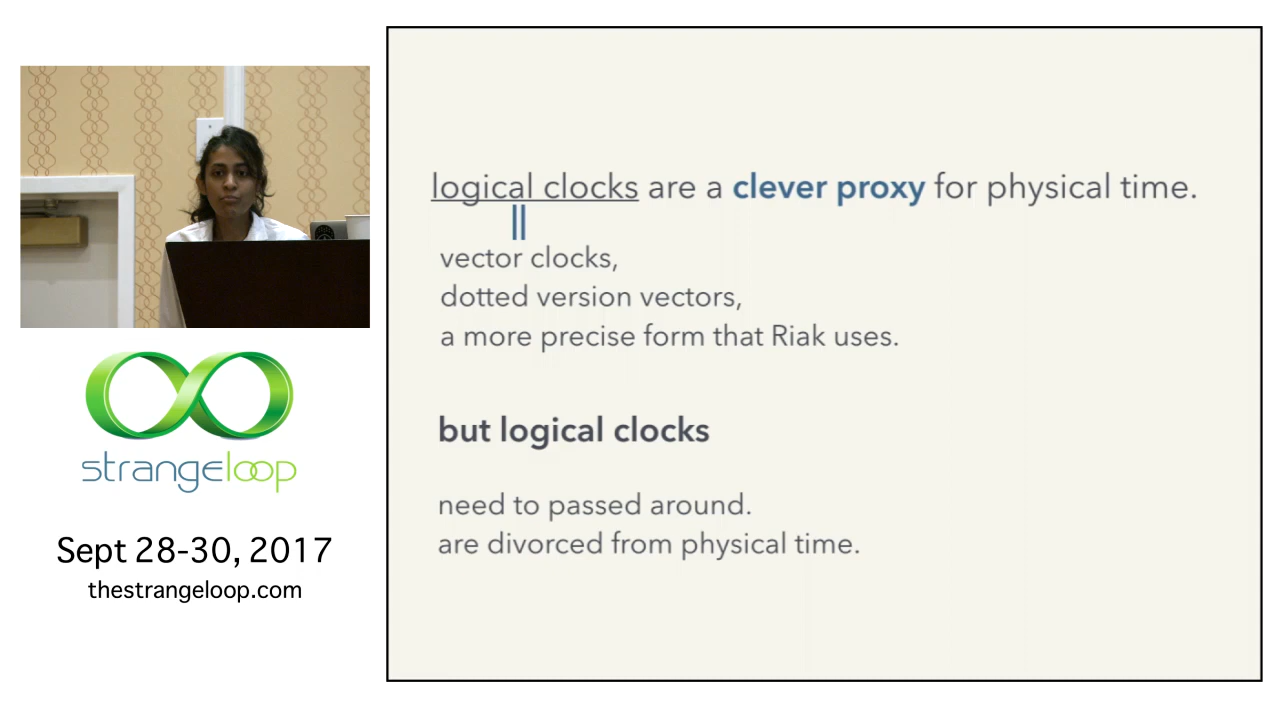 strangeloop
Sept 28-30, 2017
thestrangeloop.com
logical clocks are a clever proxy for physical time.
vector clocks,
dotted version vectors,
a more precise form that Riak uses.
but logical clocks
need to passed around.
are divorced from physical time.